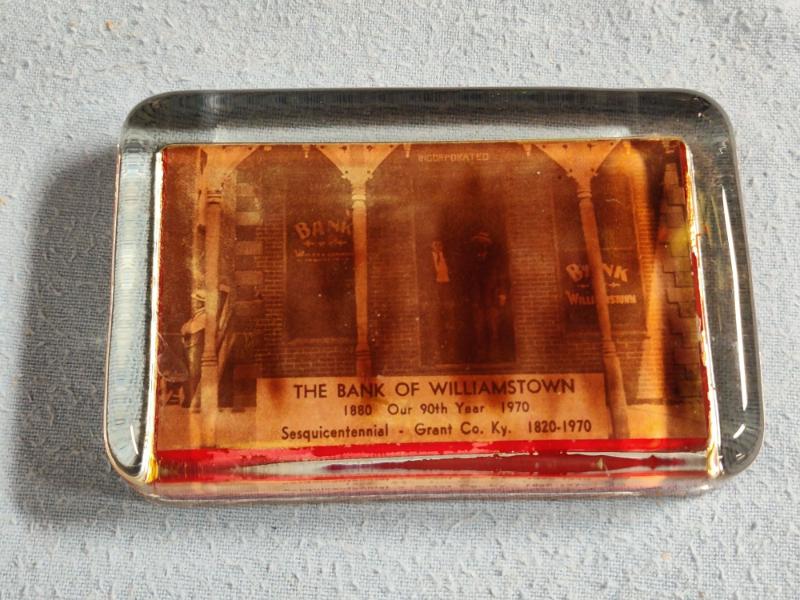 INCORPORATED
BANK
BANK
WILLIAMSTOWN
THE BANK OF WILLIAMSTOWN
1880 Our 90th Year 1970
Sesquicentennial - Grant Co. Ky. 1820-1970